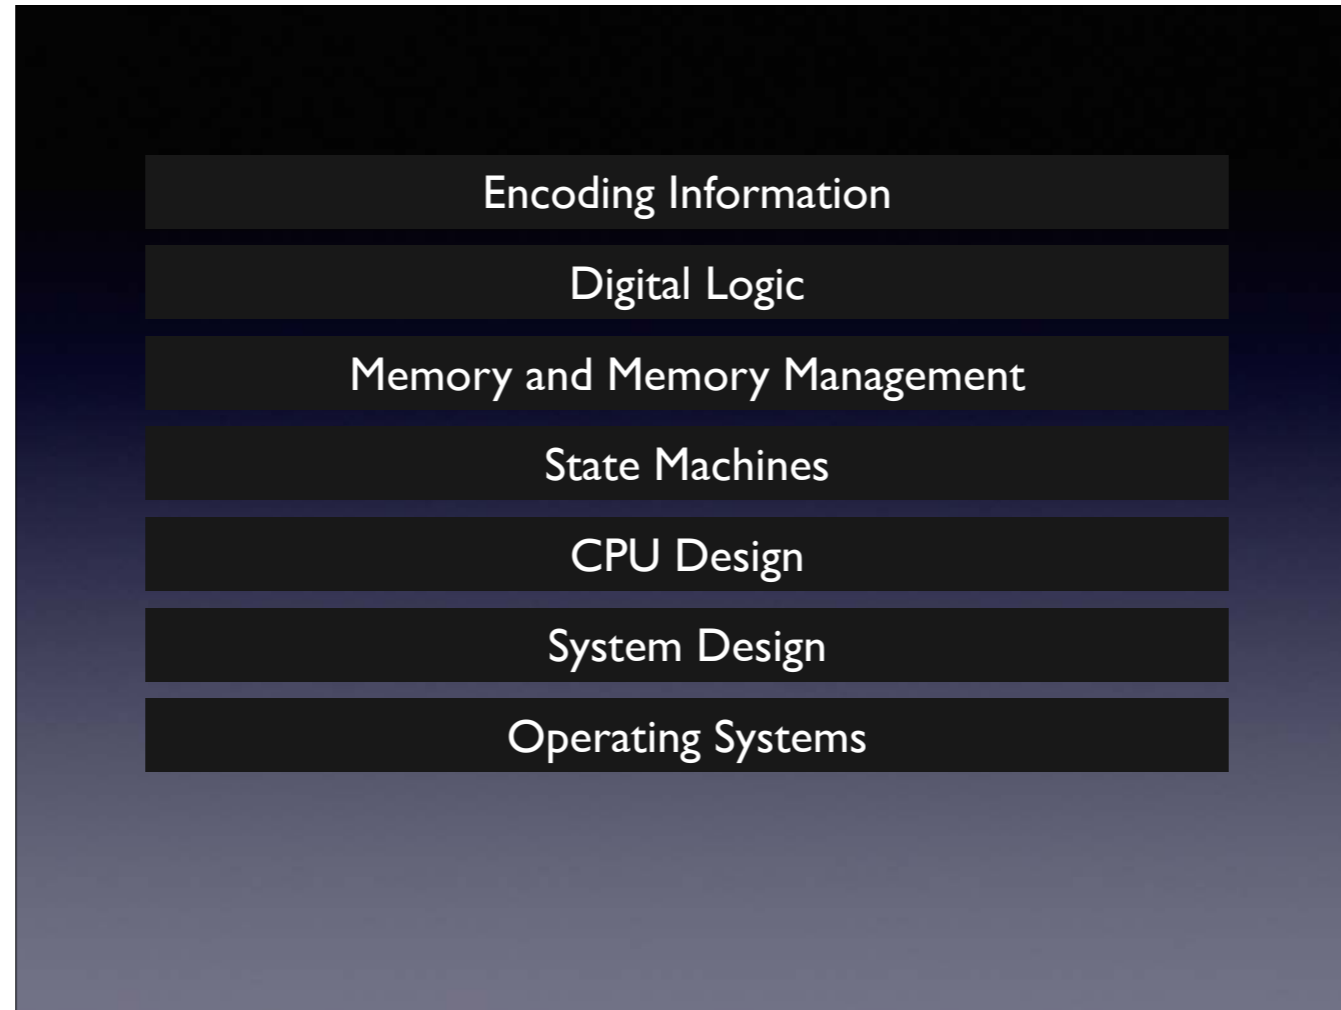 Encoding Information
Digital Logic
Memory and Memory Management
State Machines
CPU Design
System Design
Operating Systems